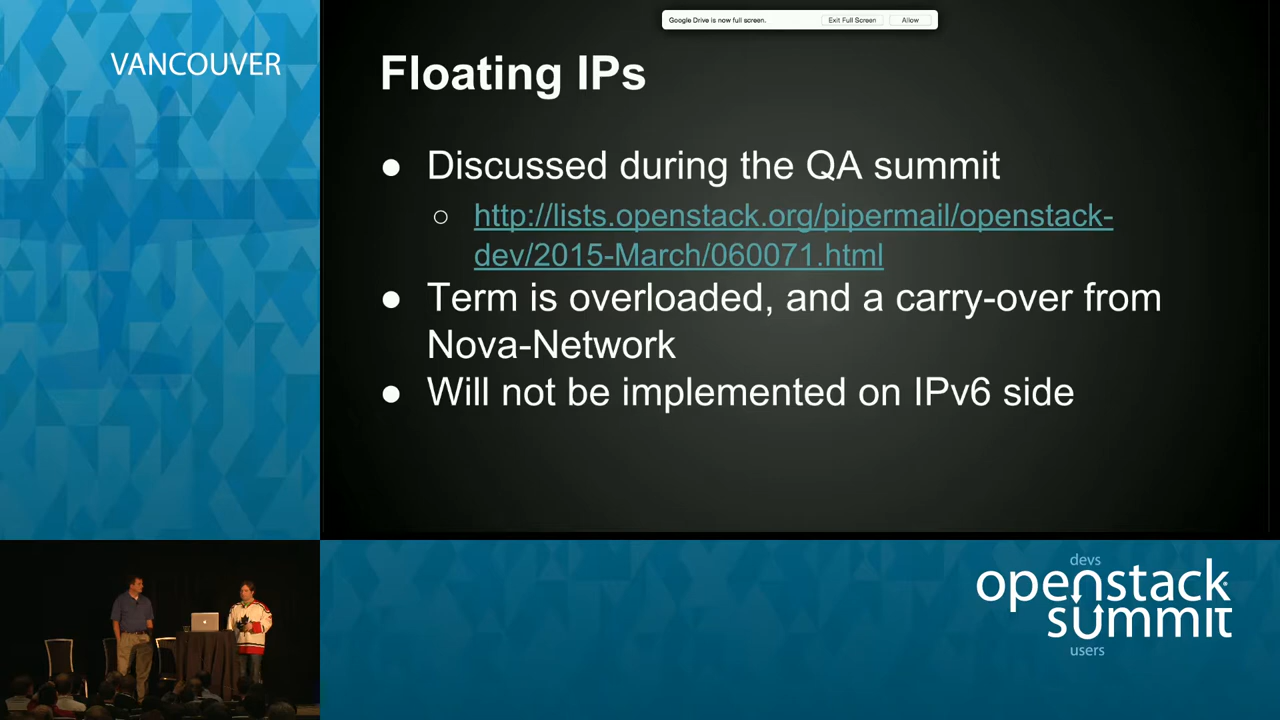 VANCOUVER
Google Drive is now full screen.
Exit Full Screen
Allow
Floating IPs
● Discussed during the QA summit
○ http://lists.openstack.org/pipermail/openstack-
dev/2015-March/060071.html
● Term is overloaded, and a carry-over from
Nova-Network
● Will not be implemented on IPv6 side
devs
openstack
summit
users